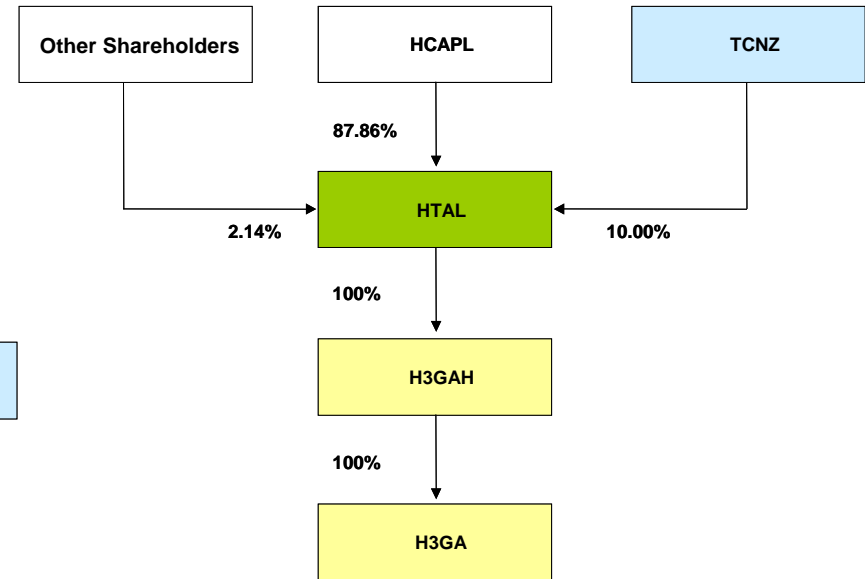 Other Shareholders
HCAPL
TCNZ
87.86%
HTAL
2.14%
10.00%
100%
H3GAH
100%
H3GA